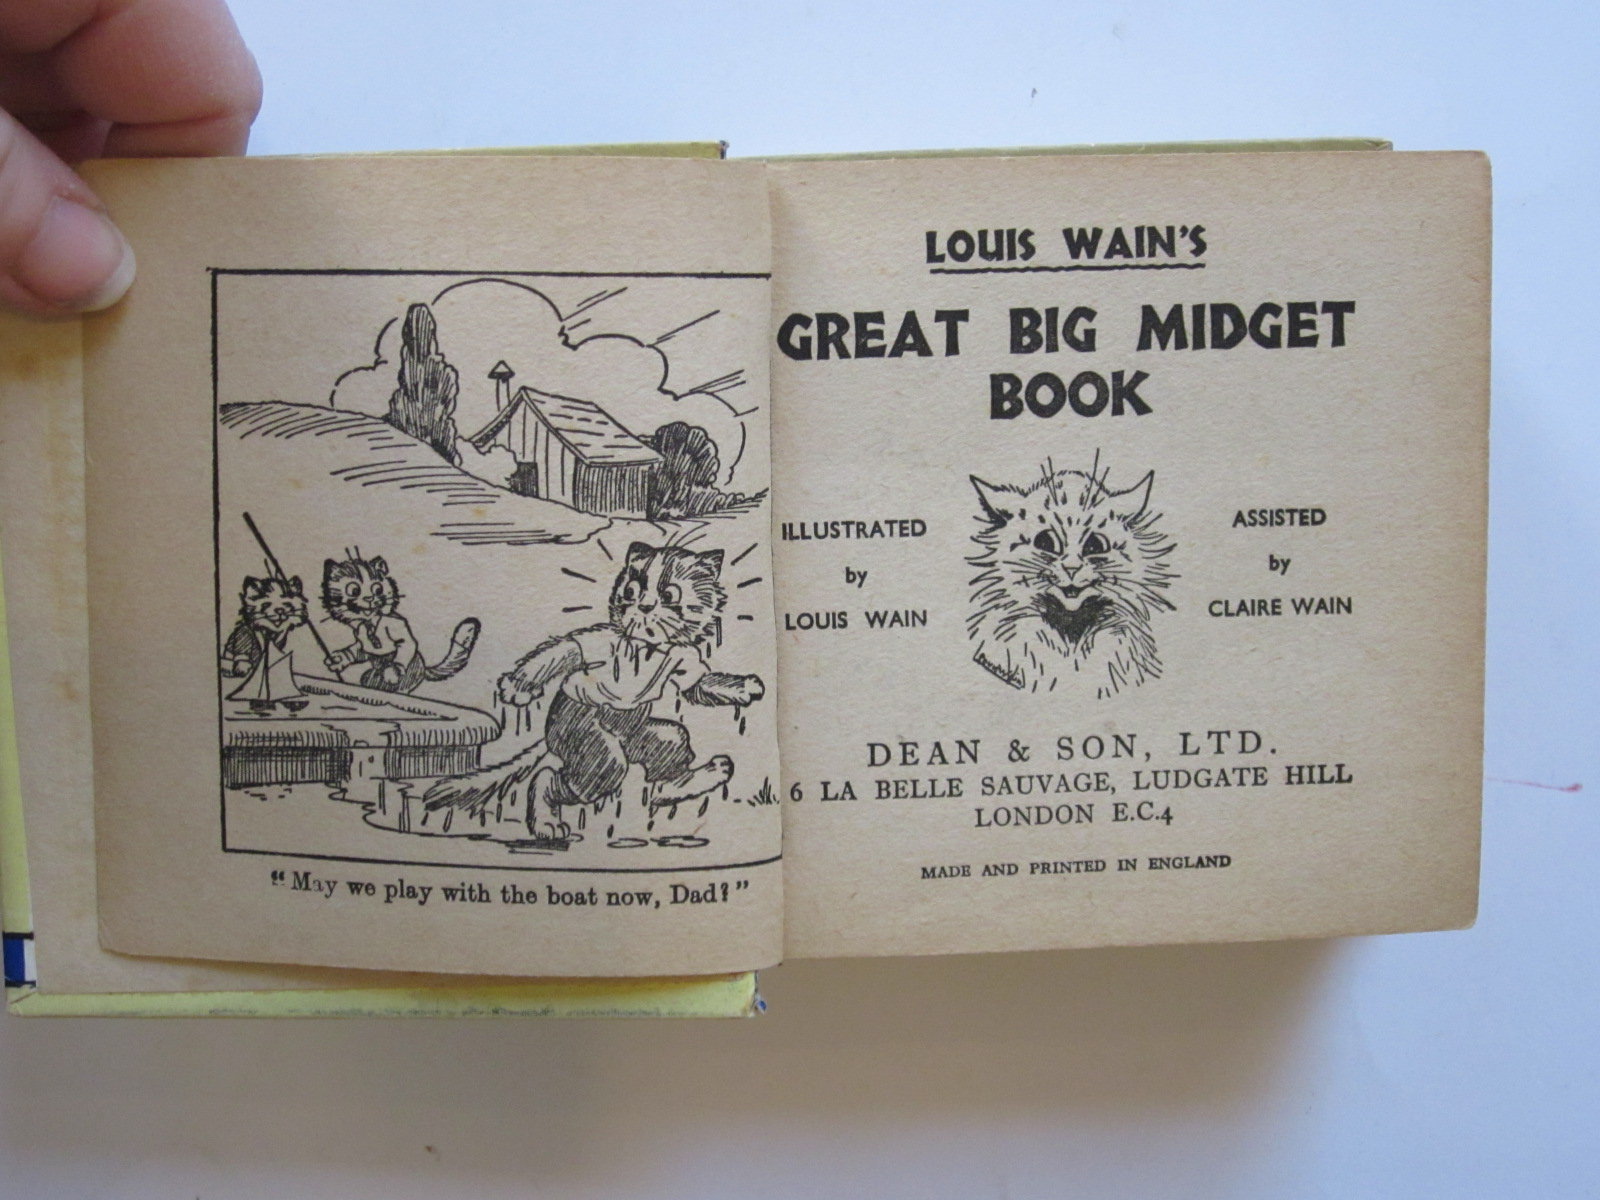 "May we play with the boat now, Dad?"
LOUIS WAIN'S
GREAT BIG MIDGET
BOOK
ILLUSTRATED
by
LOUIS WAIN
ASSISTED
by
CLAIRE WAIN
DEAN & SON, LTD.
6 LA BELLE SAUVAGE, LUDGATE HILL
LONDON E.C.4
MADE AND PRINTED IN ENGLAND